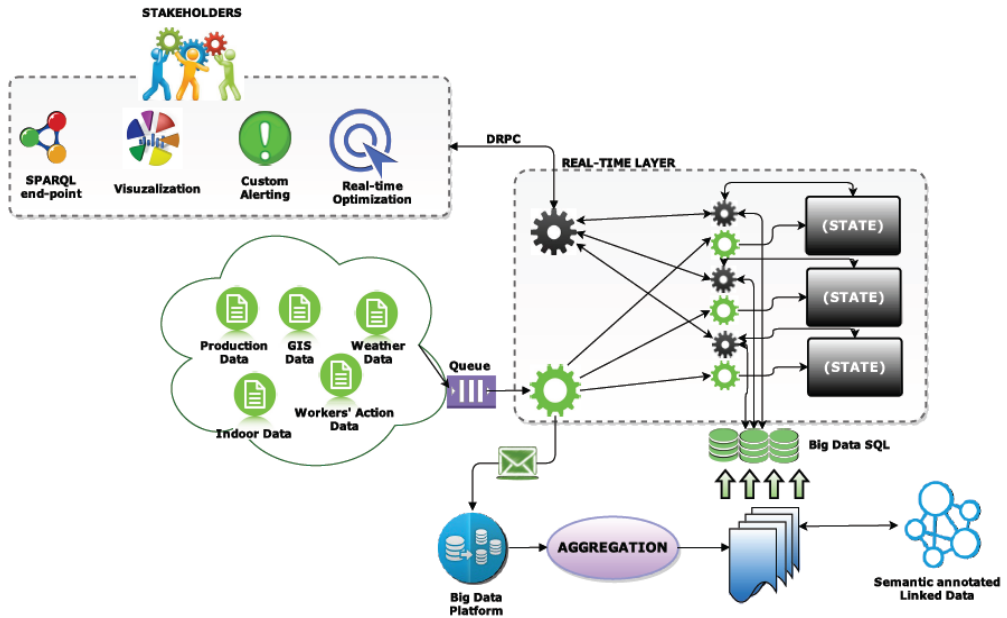 STAKEHOLDERS
SPARQL
end-point
Visuzalization
Custom
Alerting
Real-time
Optimization
DRPC
REAL-TIME LAYER
(STATE)
(STATE)
(STATE)
Production
Data
GIS
Data
Weather
Data
Indoor Data
Workers' Action
Data
Queue
Big Data SQL
Big Data
Platform
AGGREGATION
Semantic annotated
Linked Data